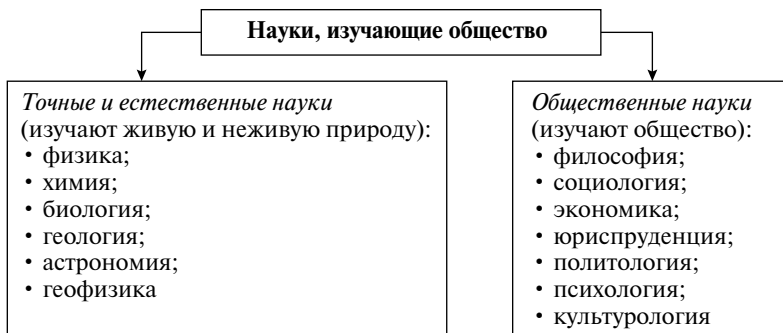 Науки, изучающие общество
Точные и естественные науки
(изучают живую и неживую природу):
• физика;
• химия;
• биология;
• геология;
• астрономия;
• геофизика
Общественные науки
(изучают общество):
• философия;
• социология;
• экономика;
• юриспруденция;
• политология;
• психология;
• культурология